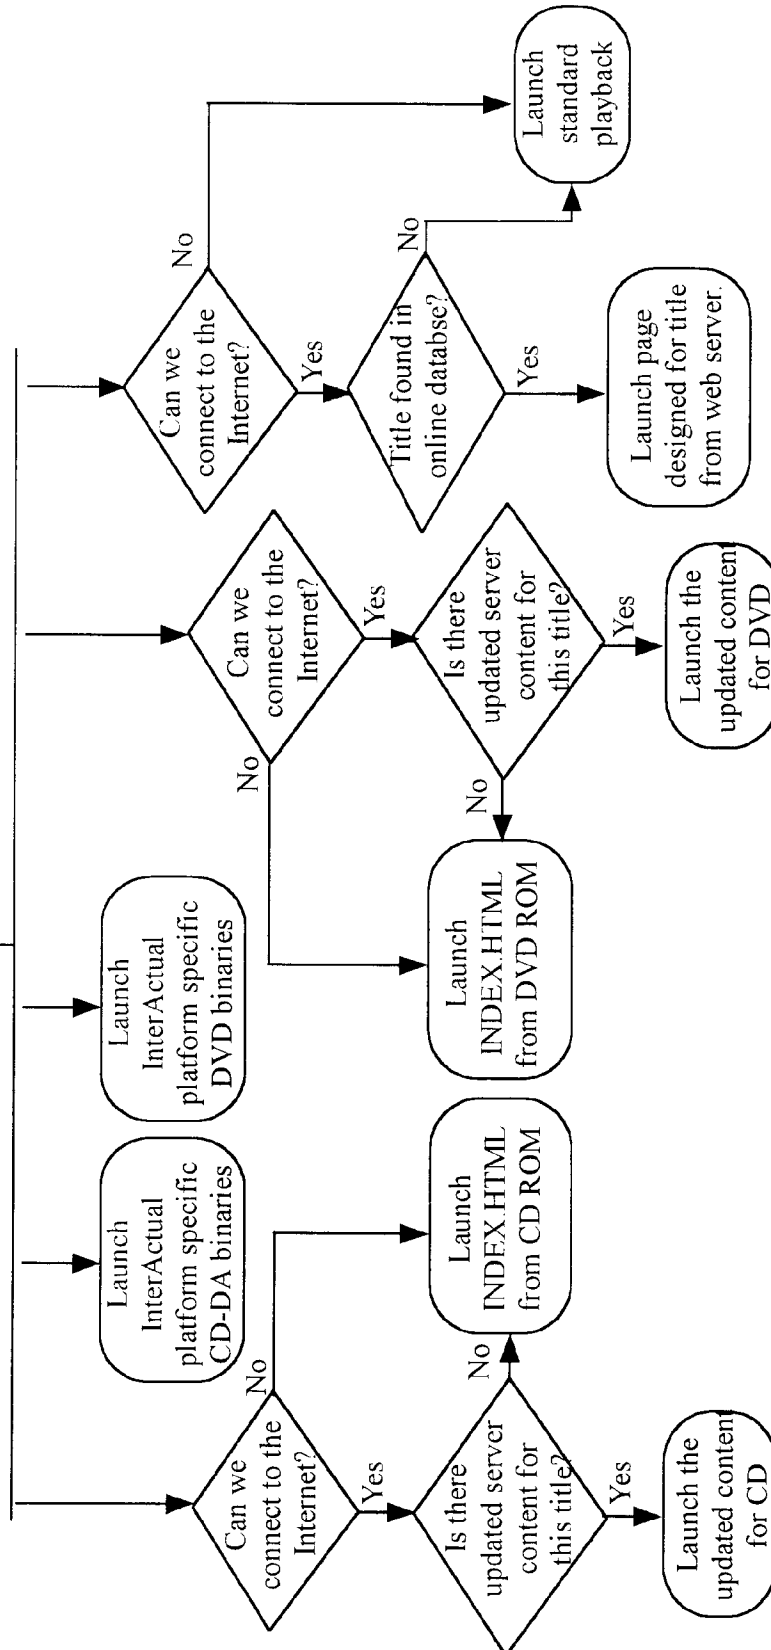 Can we
connect to the
Internet?
No
Yes
Is there
updated server
content for
this title?
No
Yes
Launch the
updated content
for CD
Launch
INDEX.HTML
from CD ROM
Launch
InterActual
platform specific
CD-DA binaries
Launch
InterActual
platform specific
DVD binaries
Can we
connect to the
Internet?
No
Yes
Is there
updated server
content for
this title?
No
Yes
Launch
INDEX.HTML
from DVD ROM
Launch the
updated content
for DVD
Can we
connect to the
Internet?
No
Yes
Title found in
online databse?
No
Yes
Launch page
designed for title
from web server.
Launch
standard
playback